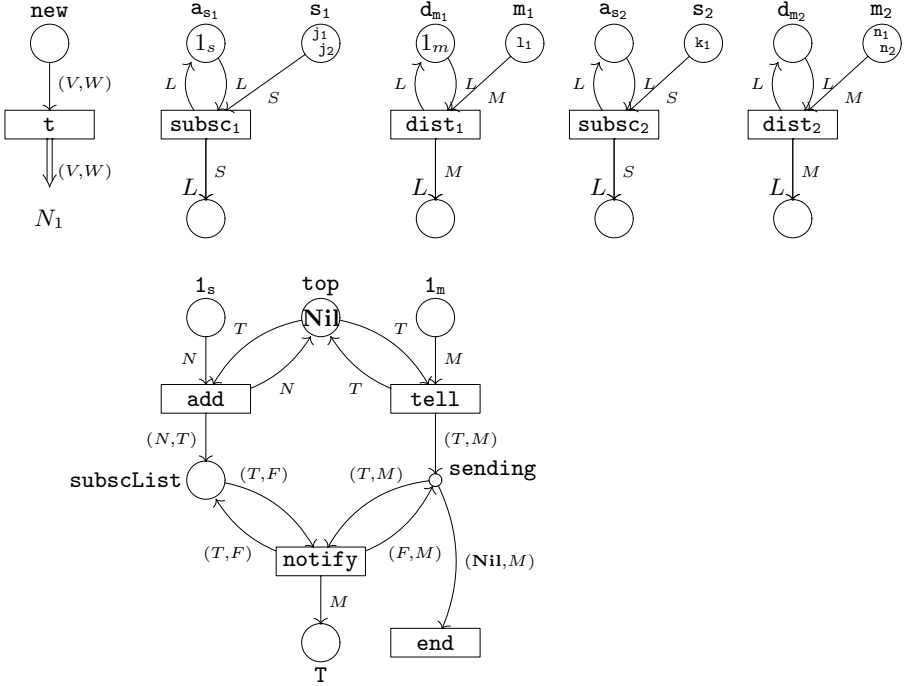 new a_{s_1} s_1 d_{m_1} m_1 a_{s_2} s_2 d_{m_2} m_2
1_s j_1 j_2 1_m l_1 k_1 n_1 n_2
(V,W) L L S L L M L L S L L M
t subsc_1 dist_1 subsc_2 dist_2
(V,W) S M S M
L L L L
N_1
1_s top 1_m
Nil
T T
N M
N T
add tell
(N,T) (T,M)
subscList (T,F) (T,M) sending
(T,F) (F,M) (Nil,M)
notify
M
end
T